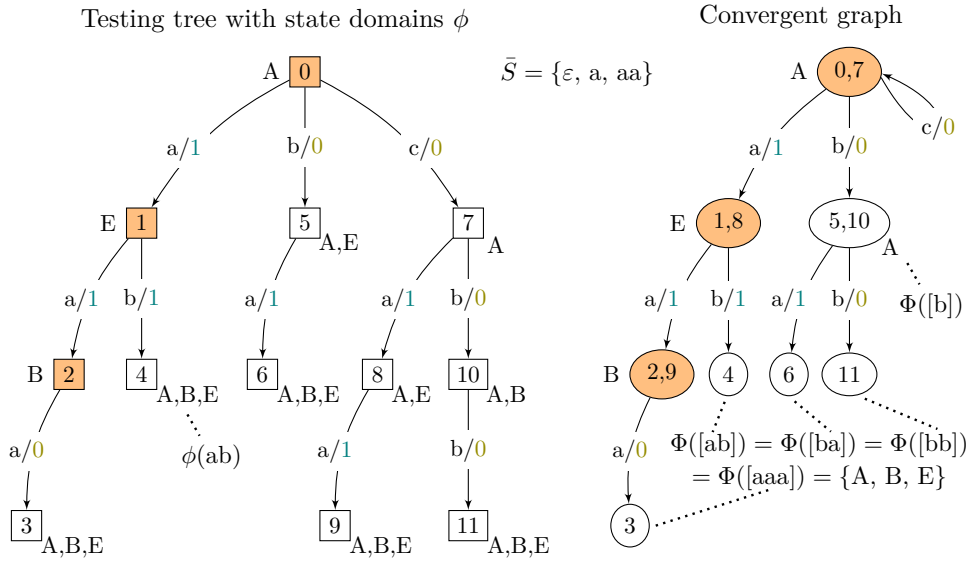 Testing tree with state domains ϕ
Convergent graph
S̄ = {ε, a, aa}
A 0
a/1 b/0 c/0
E 1
5 A,E
7 A
a/1 b/1 a/1 a/1 b/0
B 2
4 A,B,E
6 A,B,E
8 A,E
10 A,B
ϕ(ab)
a/0 a/1 b/0
3 A,B,E
9 A,B,E
11 A,B,E
A 0,7
c/0
a/1 b/0
E 1,8
5,10 A
Φ([b])
a/1 b/1 a/1 b/0
B 2,9
4
6
11
a/0
Φ([ab]) = Φ([ba]) = Φ([bb])
= Φ([aaa]) = {A, B, E}
3